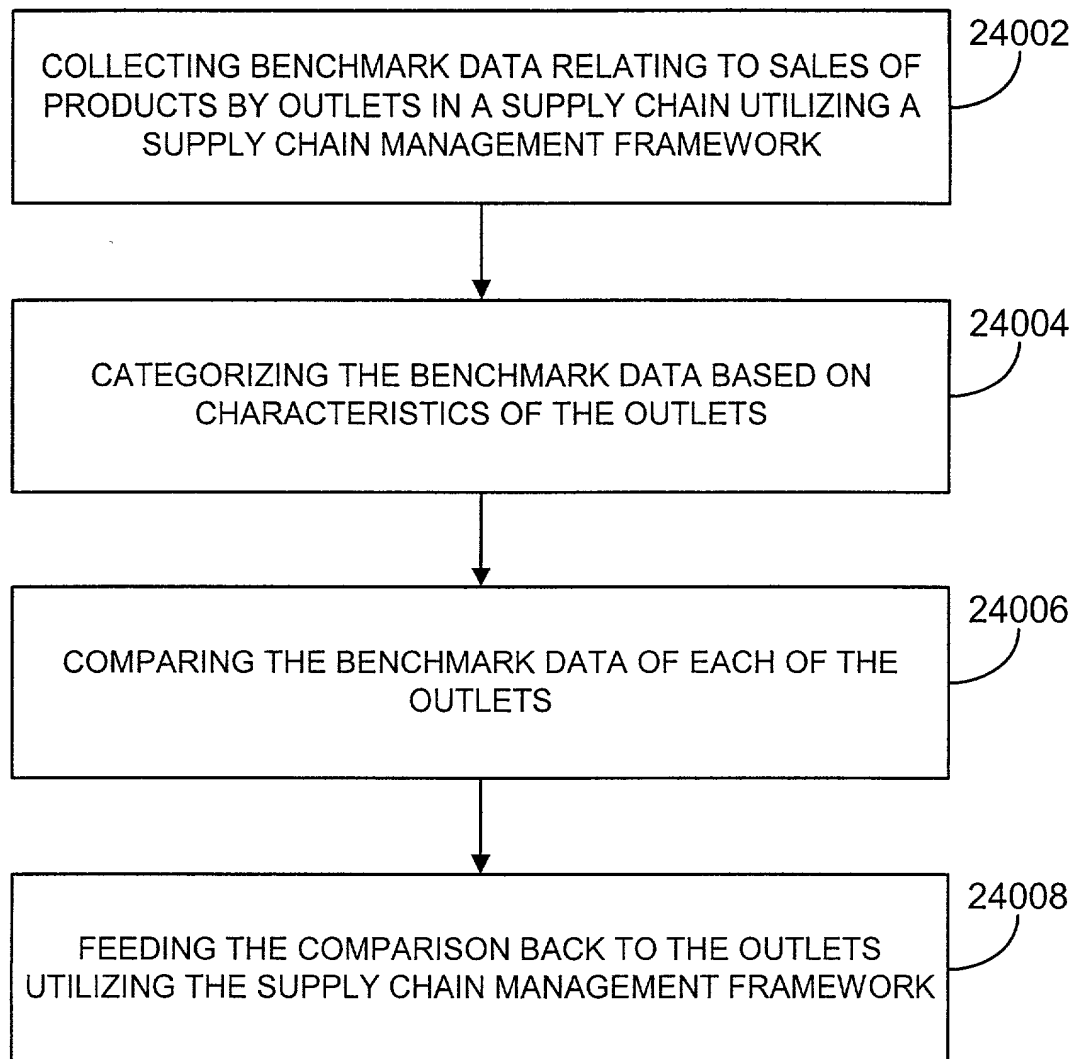 24002
COLLECTING BENCHMARK DATA RELATING TO SALES OF
PRODUCTS BY OUTLETS IN A SUPPLY CHAIN UTILIZING A
SUPPLY CHAIN MANAGEMENT FRAMEWORK
24004
CATEGORIZING THE BENCHMARK DATA BASED ON
CHARACTERISTICS OF THE OUTLETS
24006
COMPARING THE BENCHMARK DATA OF EACH OF THE
OUTLETS
24008
FEEDING THE COMPARISON BACK TO THE OUTLETS
UTILIZING THE SUPPLY CHAIN MANAGEMENT FRAMEWORK